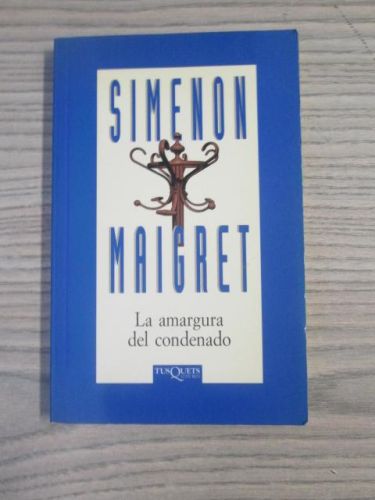 SIMENON
MAIGRET
La amargura
del condenado
TUSQUETS